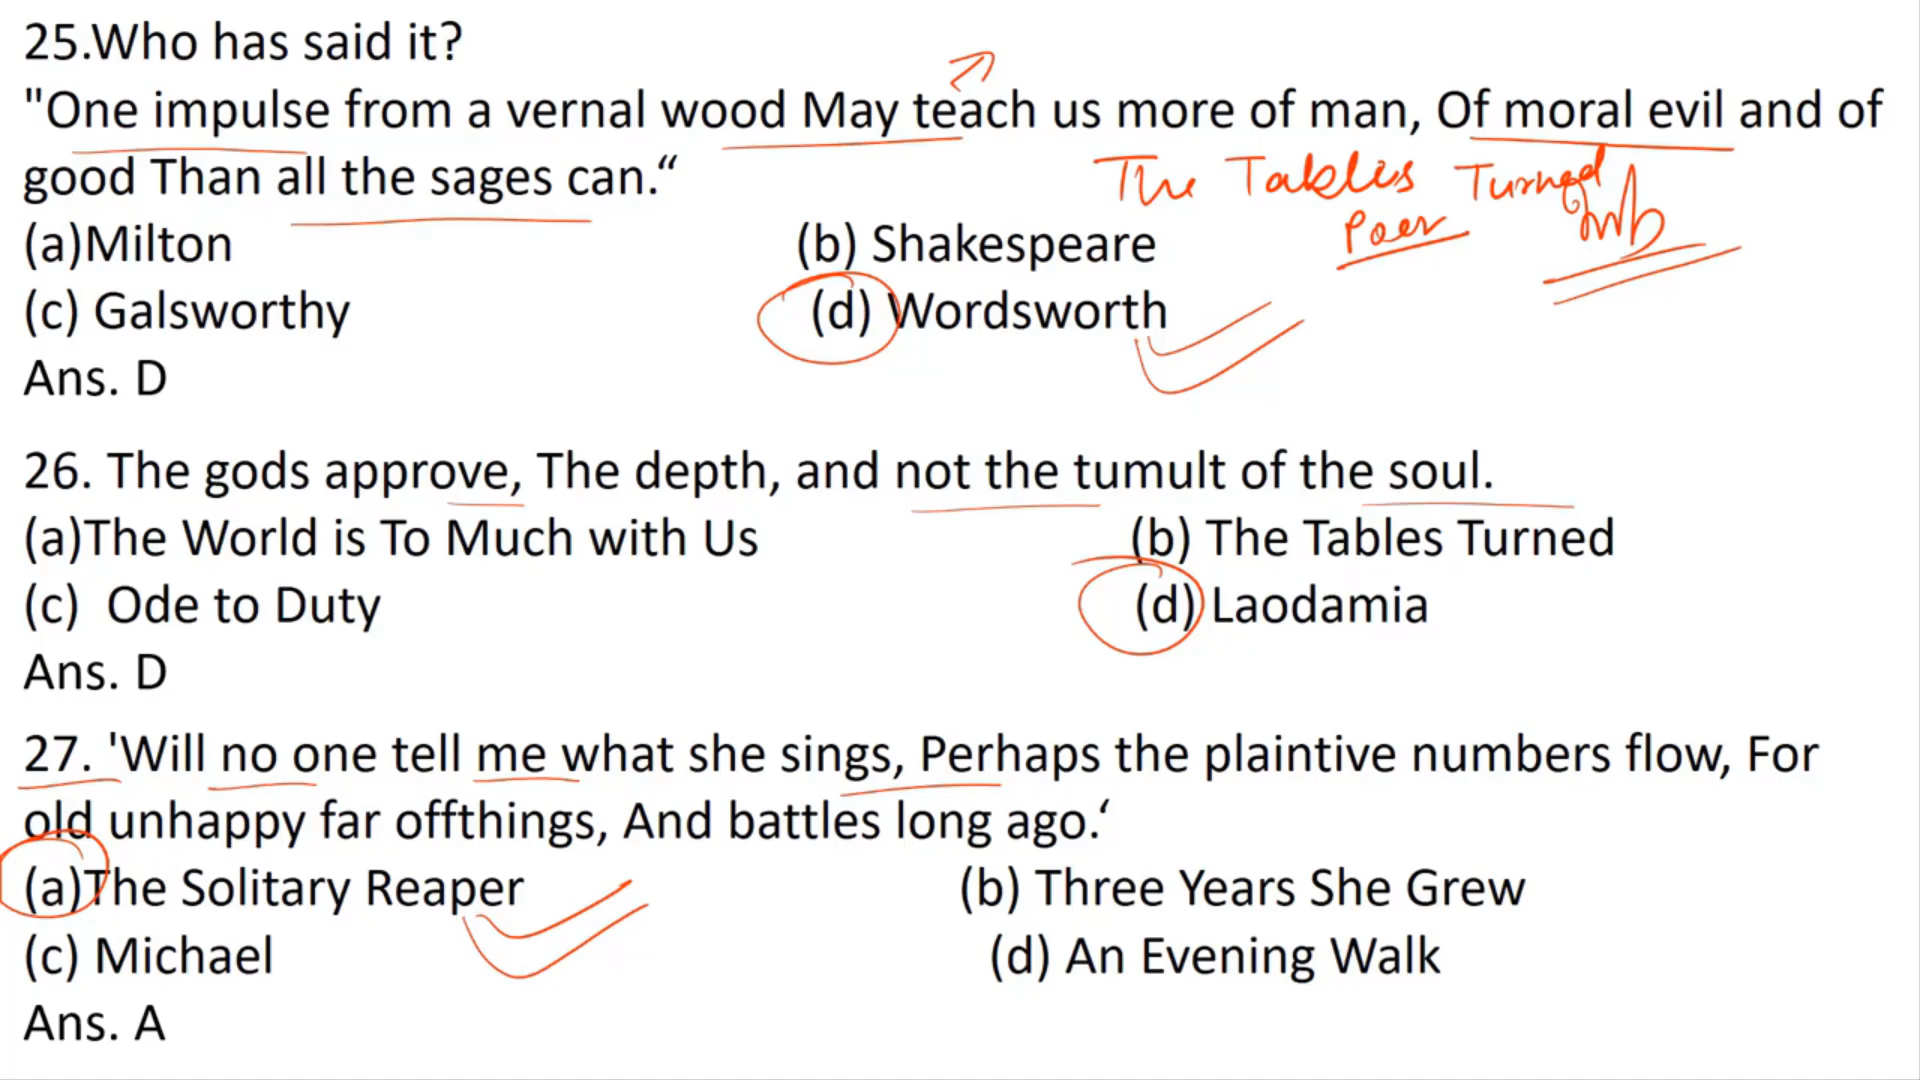 25.Who has said it?
"One impulse from a vernal wood May teach us more of man, Of moral evil and of
good Than all the sages can.“
The Tables Turned
(a)Milton (b) Shakespeare
(c) Galsworthy (d) Wordsworth
Ans. D
26. The gods approve, The depth, and not the tumult of the soul.
(a)The World is To Much with Us (b) The Tables Turned
(c) Ode to Duty (d) Laodamia
Ans. D
27. 'Will no one tell me what she sings, Perhaps the plaintive numbers flow, For
old unhappy far offthings, And battles long ago.‘
(a)The Solitary Reaper (b) Three Years She Grew
(c) Michael (d) An Evening Walk
Ans. A